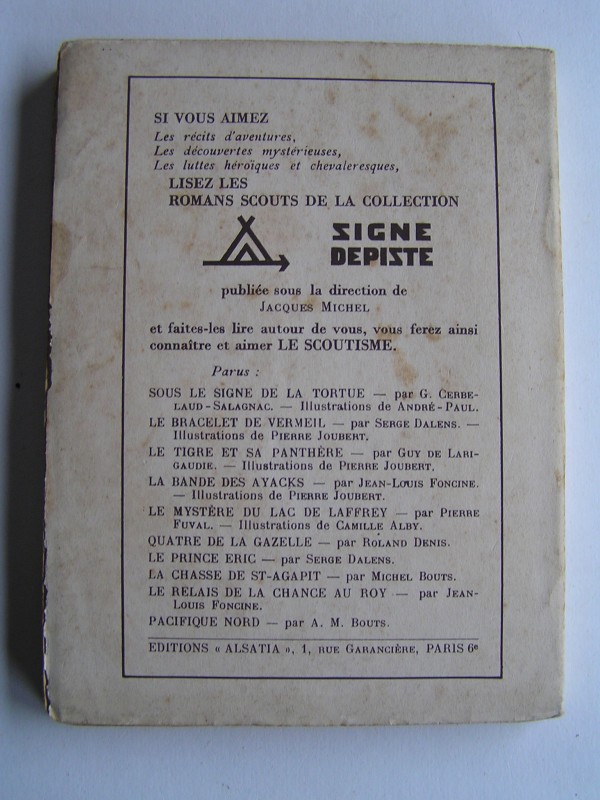 SI VOUS AIMEZ
Les récits d'aventures,
Les découvertes mystérieuses,
Les luttes héroïques et chevaleresques,
LISEZ LES
ROMANS SCOUTS DE LA COLLECTION
SIGNE
DEPISTE
publiée sous la direction de
JACQUES MICHEL
et faites-les lire autour de vous, vous ferez ainsi
connaître et aimer LE SCOUTISME.
Parus :
SOUS LE SIGNE DE LA TORTUE — par G. CERBE-
LAUD-SALAGNAC. — Illustrations de ANDRÉ-PAUL.
LE BRACELET DE VERMEIL — par SERGE DALENS. —
Illustrations de PIERRE JOUBERT.
LE TIGRE ET SA PANTHÈRE — par GUY DE LARI-
GAUDIE. — Illustrations de PIERRE JOUBERT.
LA BANDE DES AYACKS — par JEAN-LOUIS FONCINE.
— Illustrations de PIERRE JOUBERT.
LE MYSTÈRE DU LAC DE LAFFREY — par PIERRE
FUVAL. — Illustrations de CAMILLE ALBY.
QUATRE DE LA GAZELLE — par ROLAND DENIS.
LE PRINCE ERIC — par SERGE DALENS.
LA CHASSE DE ST-AGAPIT — par MICHEL BOUTS.
LE RELAIS DE LA CHANCE AU ROY — par JEAN-
LOUIS FONCINE.
PACIFIQUE NORD — par A. M. BOUTS.
EDITIONS « ALSATIA », 1, RUE GARANCIÈRE, PARIS 6e